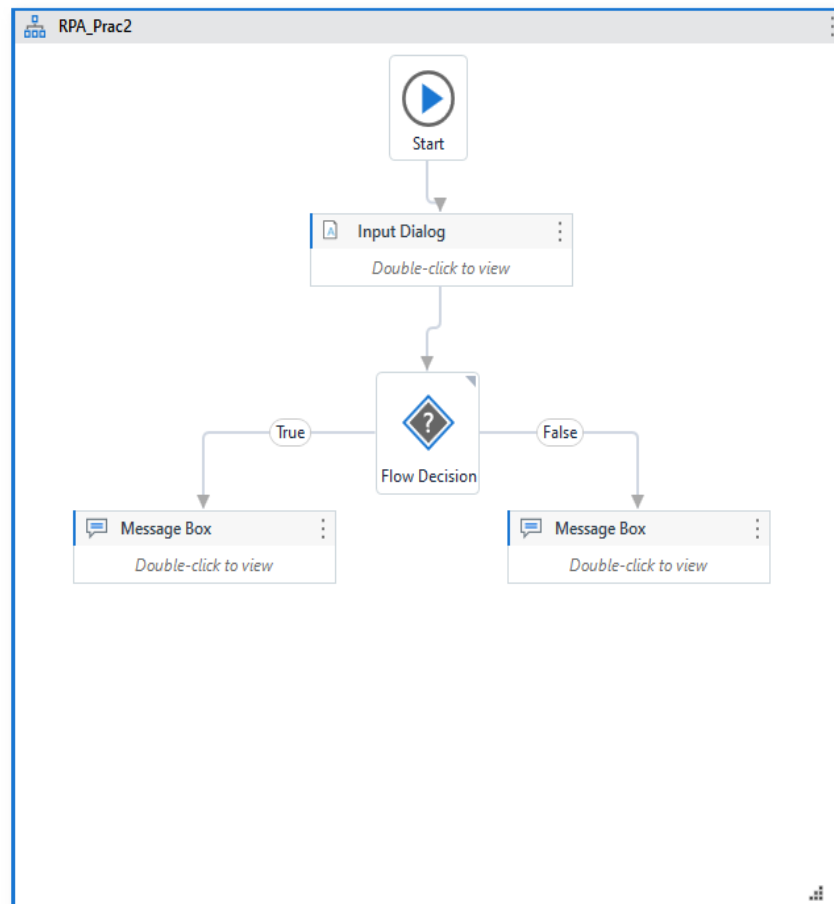 RPA_Prac2
Start
Input Dialog
Double-click to view
?
True
False
Flow Decision
Message Box
Double-click to view
Message Box
Double-click to view